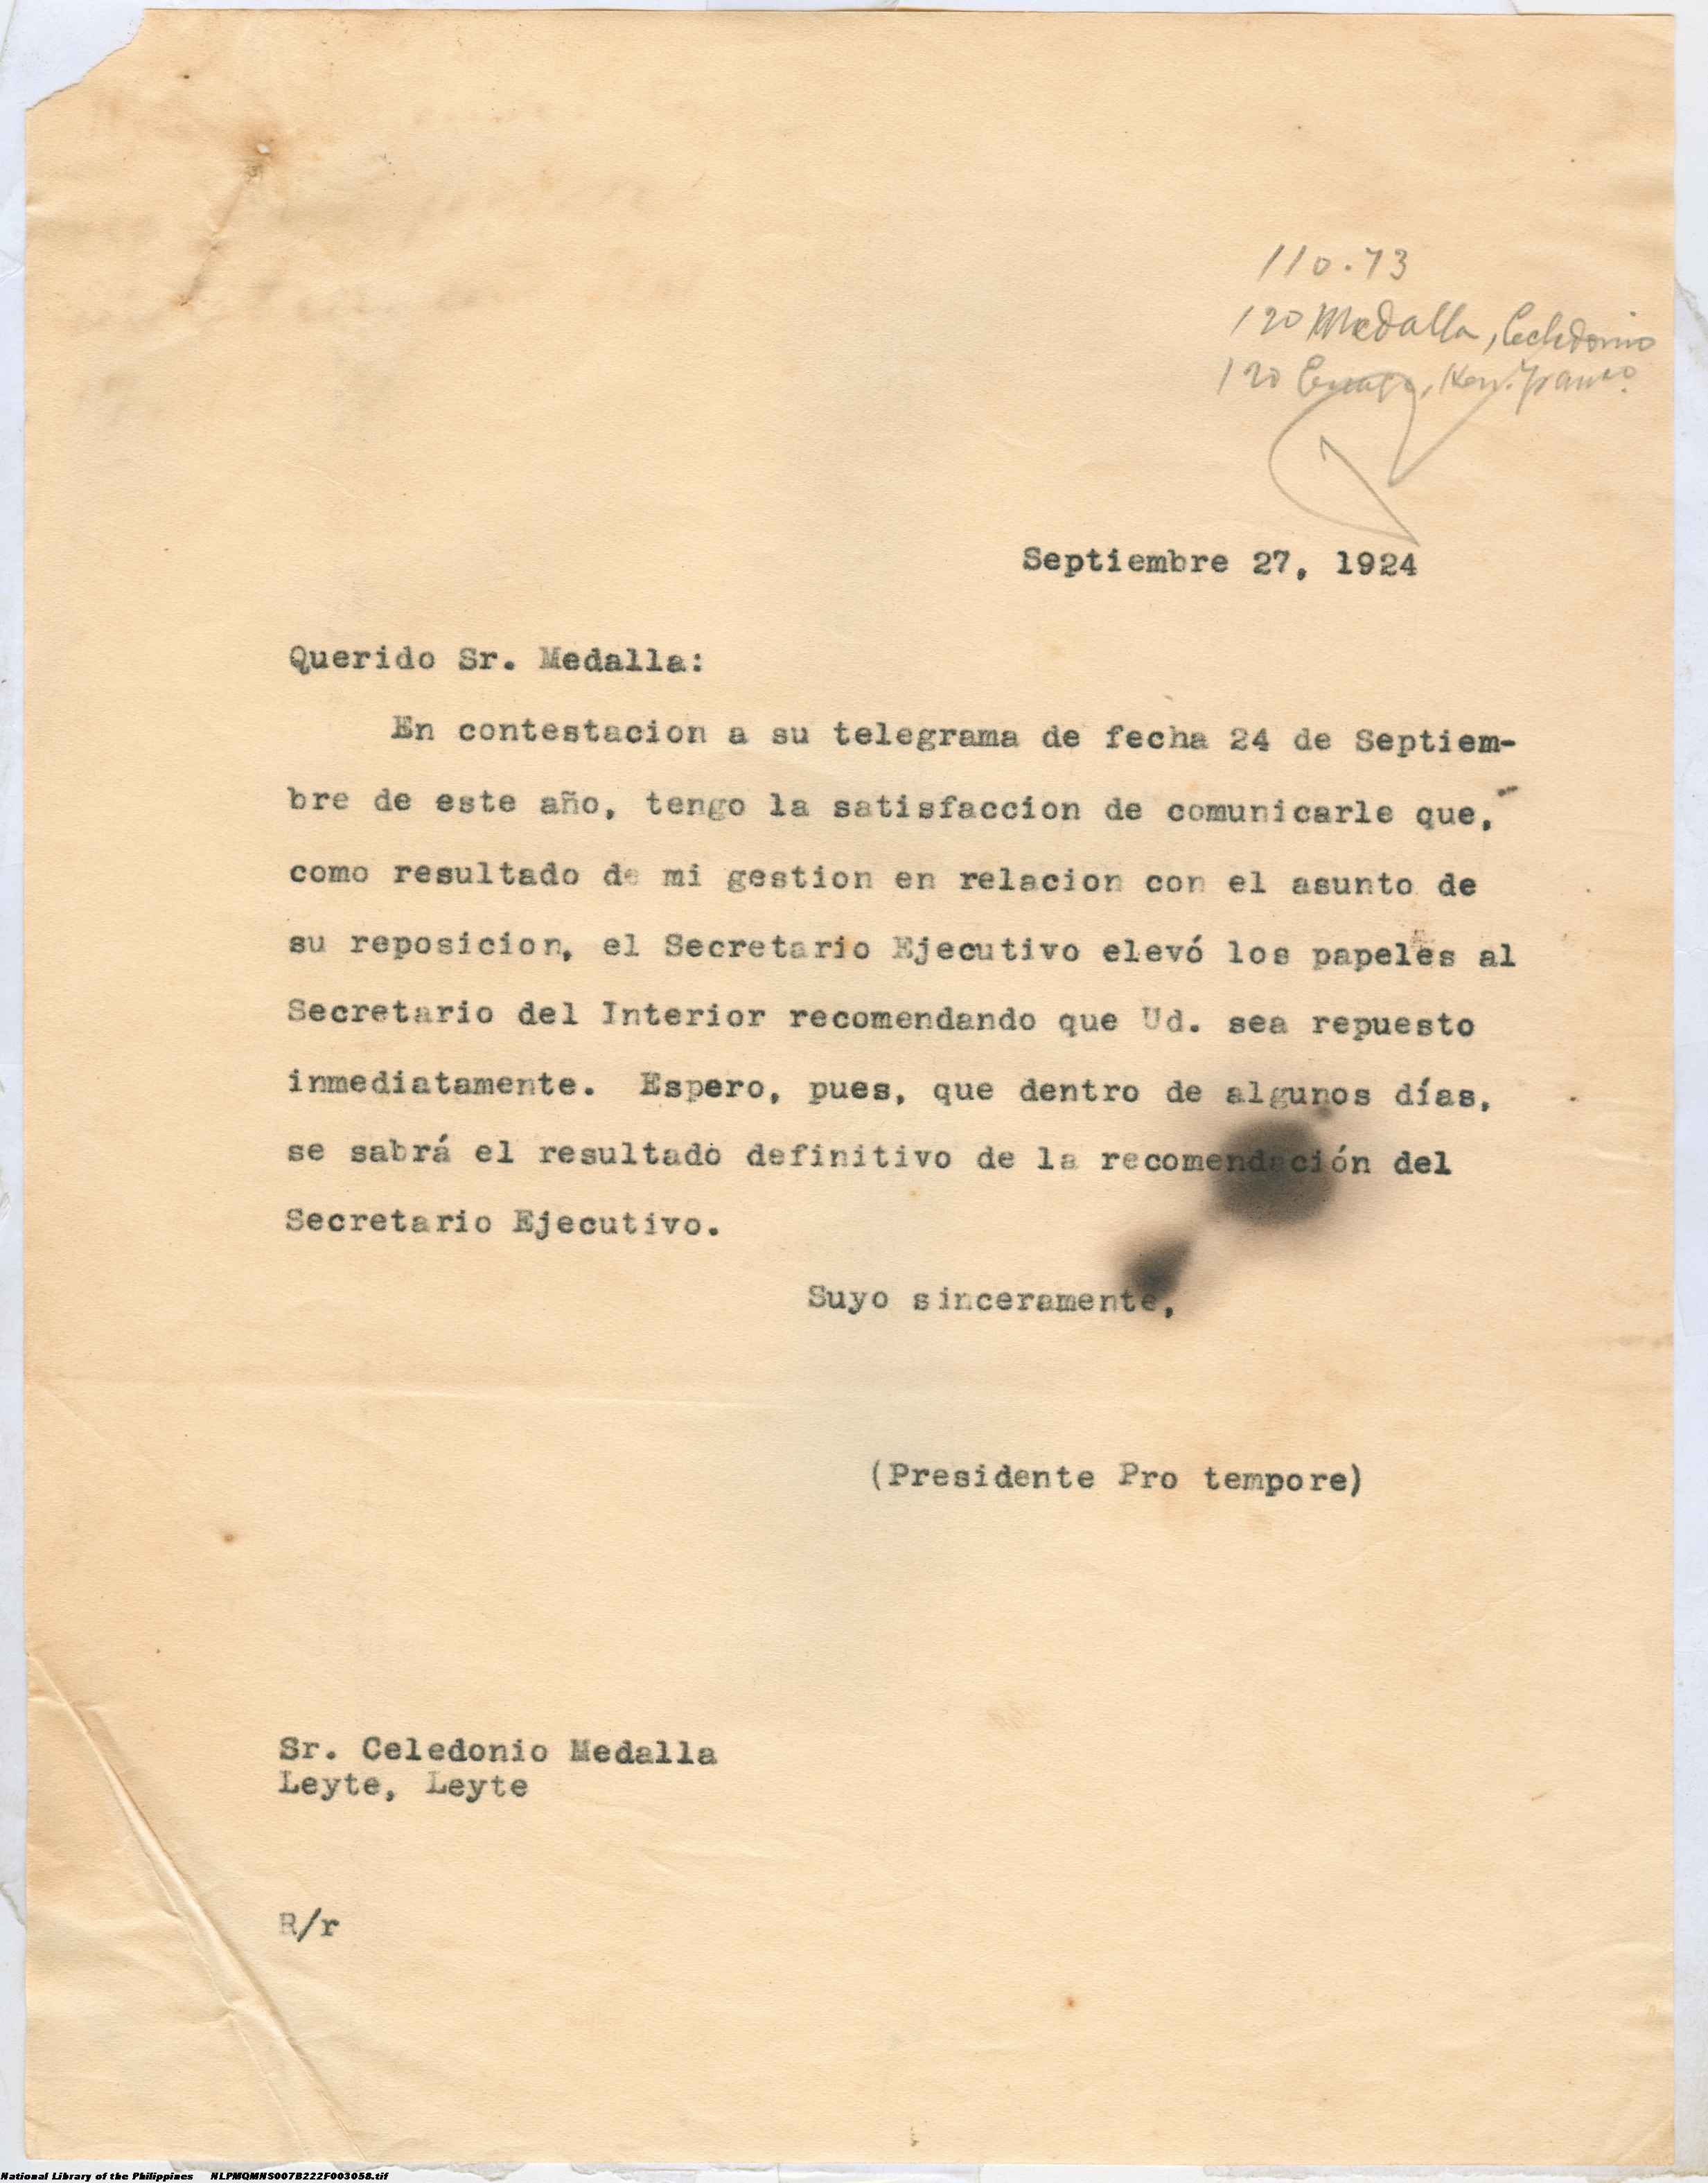 110.73
120 Medalla, Celedonio
120
Septiembre 27, 1924
Querido Sr. Medalla:
En contestacion a su telegrama de fecha 24 de Septiem-
bre de este año, tengo la satisfaccion de comunicarle que,
como resultado de mi gestion en relacion con el asunto de
su reposicion, el Secretario Ejecutivo elevó los papeles al
Secretario del Interior recomendando que Ud. sea repuesto
inmediatamente. Espero, pues, que dentro de algunos días,
se sabrá el resultado definitivo de la recomendación del
Secretario Ejecutivo.
Suyo sinceramente,
(Presidente Pro tempore)
Sr. Celedonio Medalla
Leyte, Leyte
R/r
National Library of the Philippines NLPMQMNS007B222F003058.tif